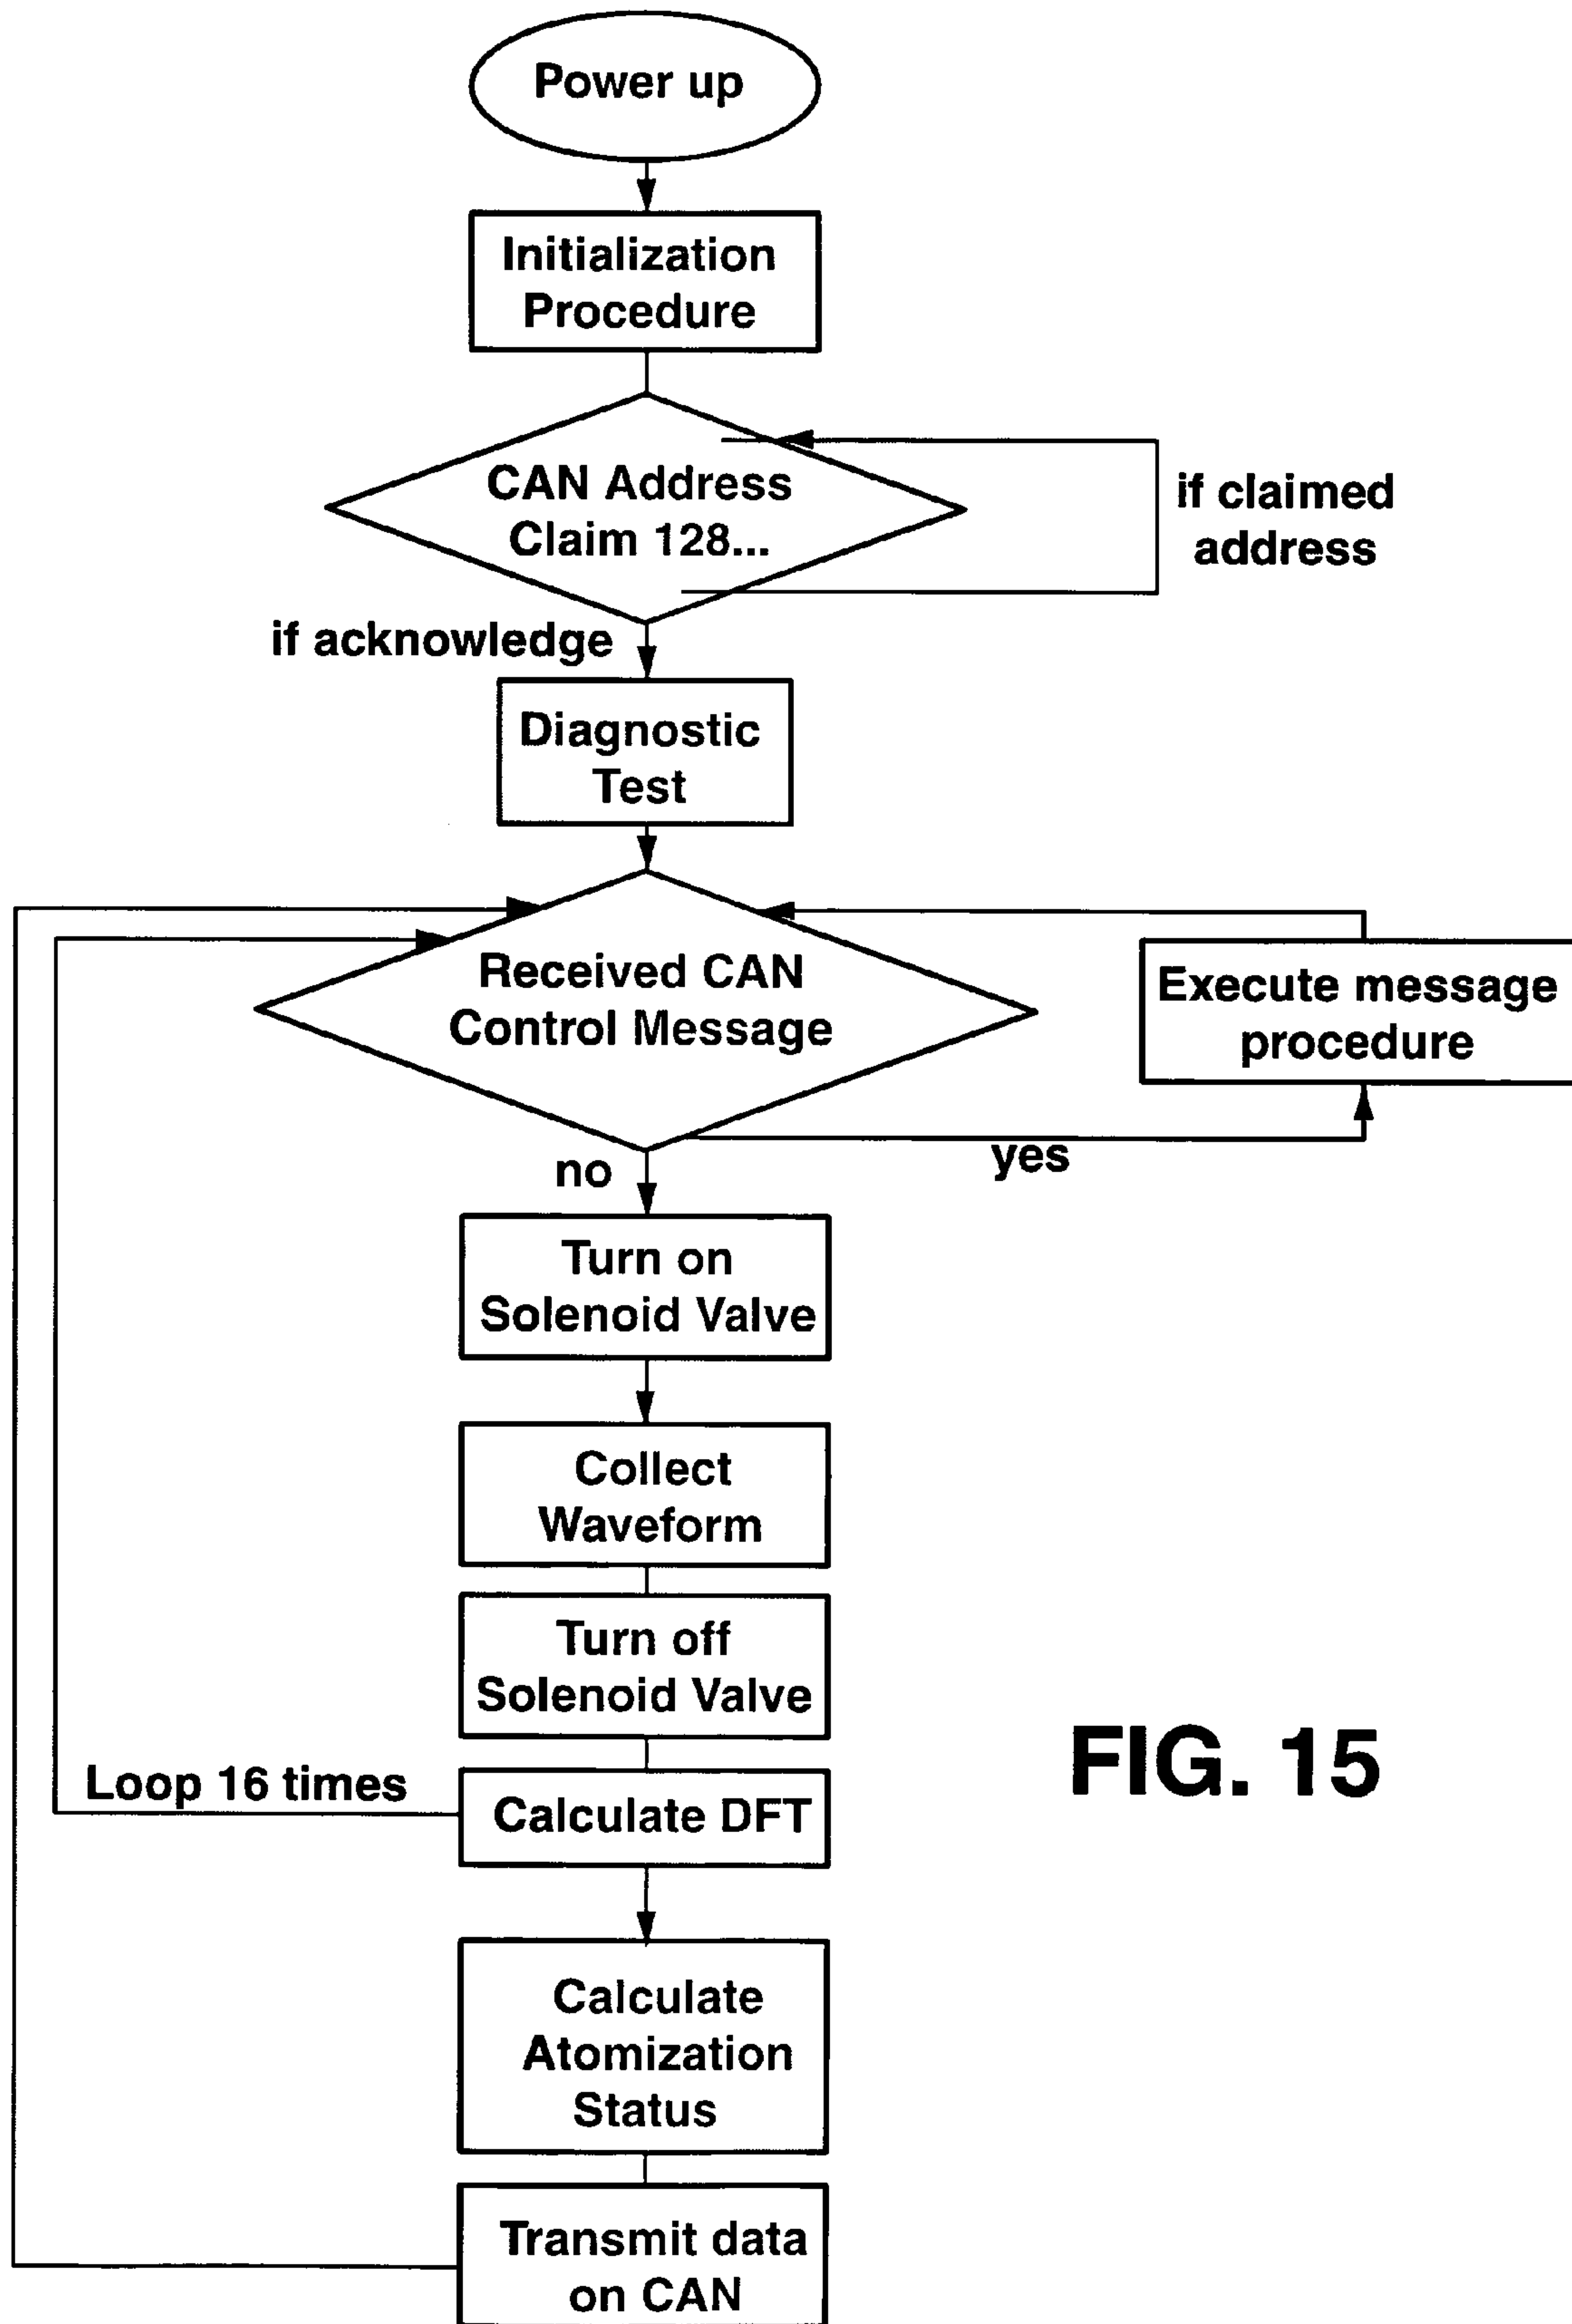 Power up
Initialization
Procedure
CAN Address
Claim 128...
if claimed
address
if acknowledge
Diagnostic
Test
Received CAN
Control Message
Execute message
procedure
yes
no
Turn on
Solenoid Valve
Collect
Waveform
Turn off
Solenoid Valve
Loop 16 times
Calculate DFT
FIG. 15
Calculate
Atomization
Status
Transmit data
on CAN